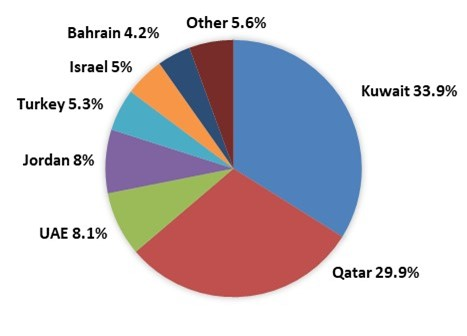 Other 5.6%
Bahrain 4.2%
Israel 5%
Kuwait 33.9%
Turkey 5.3%
Jordan 8%
UAE 8.1%
Qatar 29.9%